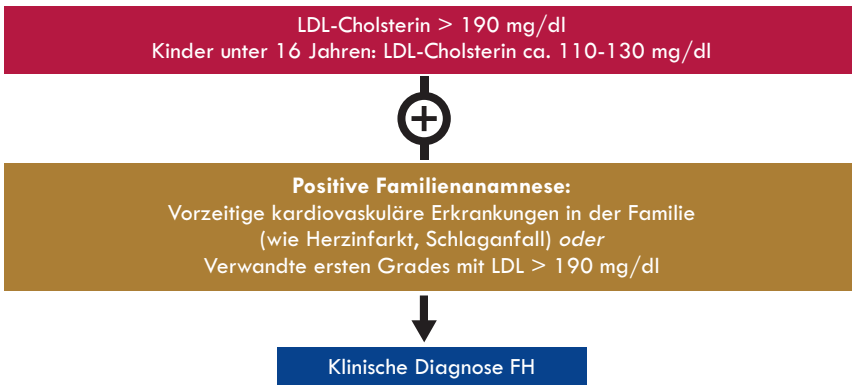 LDL-Cholsterin > 190 mg/dl
Kinder unter 16 Jahren: LDL-Cholsterin ca. 110-130 mg/dl
+
Positive Familienanamnese:
Vorzeitige kardiovaskuläre Erkrankungen in der Familie
(wie Herzinfarkt, Schlaganfall) oder
Verwandte ersten Grades mit LDL > 190 mg/dl
Klinische Diagnose FH